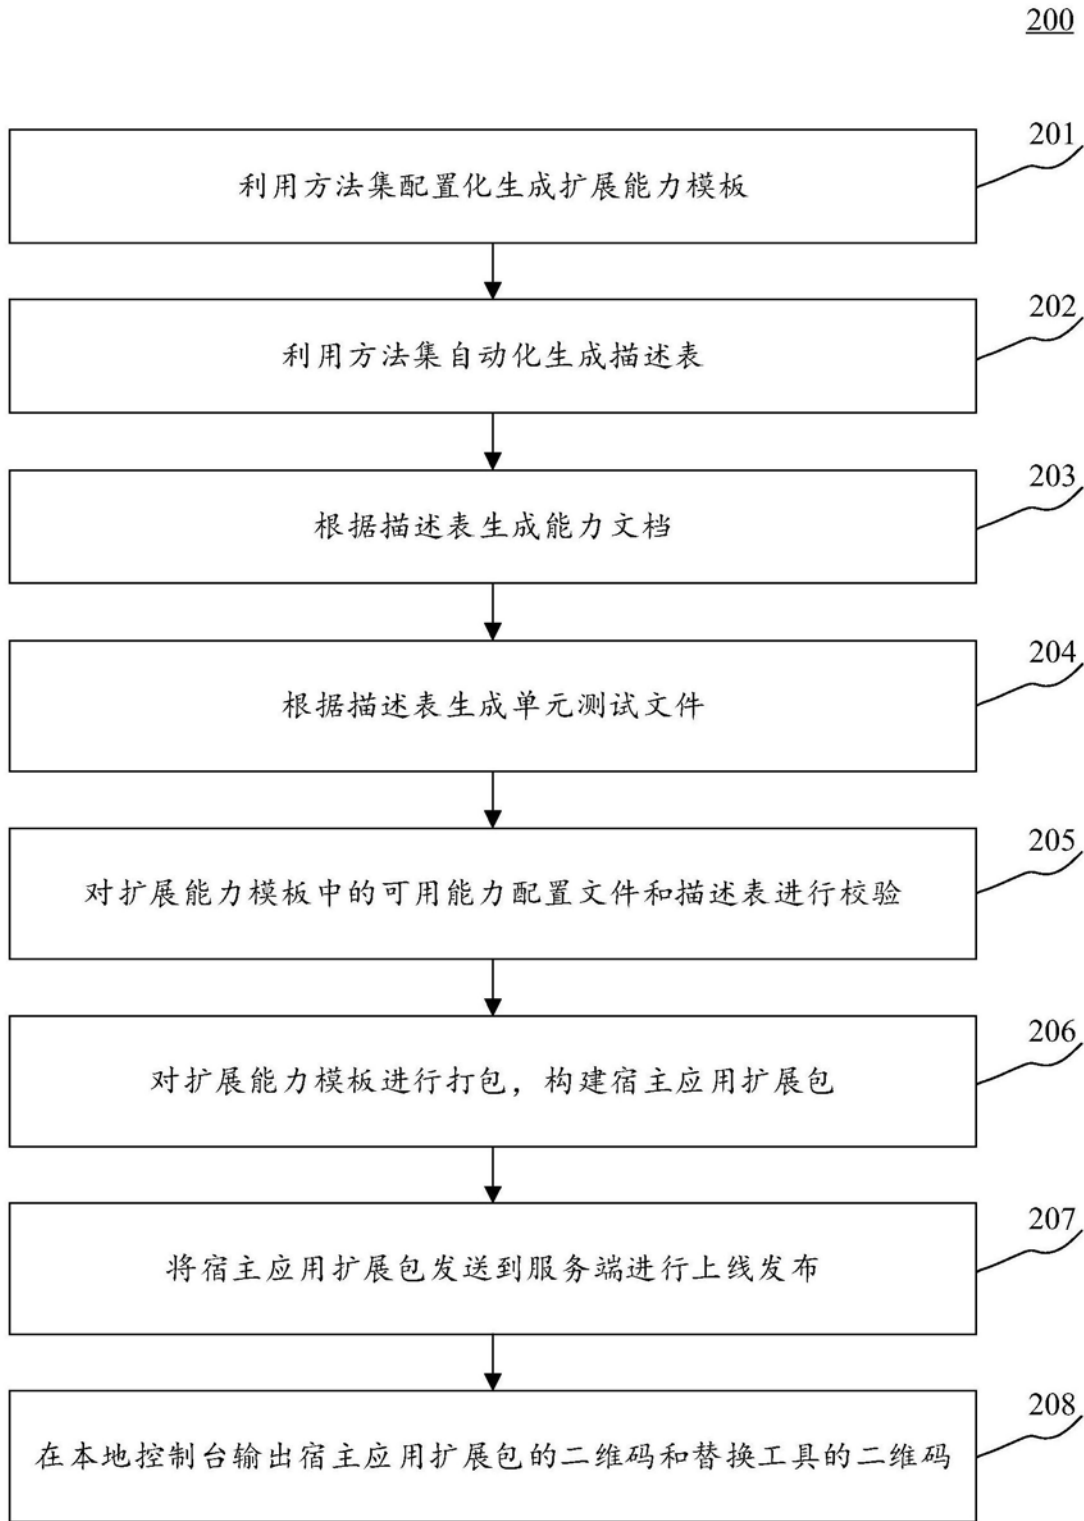 200
201
利用方法集配置化生成扩展能力模板
202
利用方法集自动化生成描述表
203
根据描述表生成能力文档
204
根据描述表生成单元测试文件
205
对扩展能力模板中的可用能力配置文件和描述表进行校验
206
对扩展能力模板进行打包，构建宿主应用扩展包
207
将宿主应用扩展包发送到服务端进行上线发布
208
在本地控制台输出宿主应用扩展包的二维码和替换工具的二维码